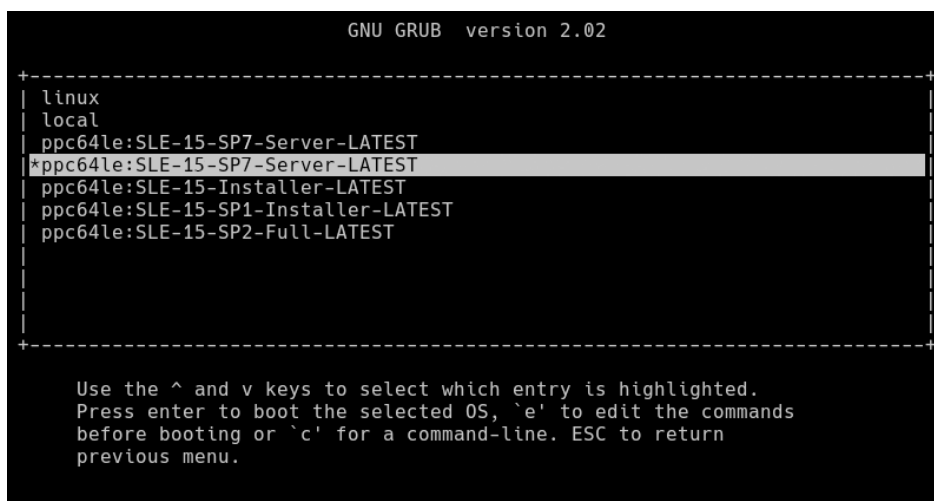 GNU GRUB  version 2.02
linux
local
ppc64le:SLE-15-SP7-Server-LATEST
*ppc64le:SLE-15-SP7-Server-LATEST
ppc64le:SLE-15-Installer-LATEST
ppc64le:SLE-15-SP1-Installer-LATEST
ppc64le:SLE-15-SP2-Full-LATEST
Use the ^ and v keys to select which entry is highlighted.
Press enter to boot the selected OS, `e' to edit the commands
before booting or `c' for a command-line. ESC to return
previous menu.